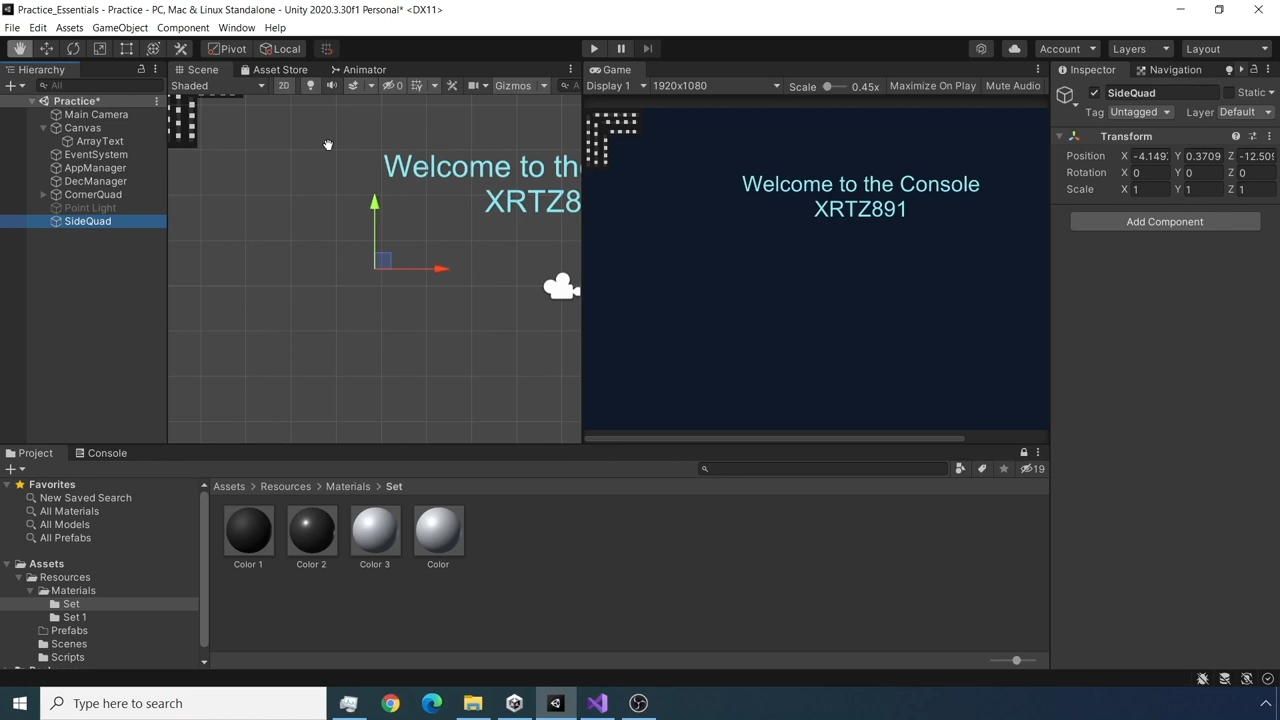 Practice_Essentials - Practice - PC, Mac & Linux Standalone - Unity 2020.3.30f1 Personal* <DX11>
File Edit Assets GameObject Component Window Help
Pivot Local Account Layers Layout
Hierarchy Scene Asset Store Animator Game Inspector Navigation
All Shaded 2D 0 Gizmos A Display 1 1920x1080 Scale 0.45x Maximize On Play Mute Audio SideQuad Static
Practice*
Tag Untagged Layer Default
Main Camera
Canvas
Transform
ArrayText
EventSystem
Position X -4.149 Y 0.3709 Z -12.509
AppManager
Rotation X 0 Y 0 Z 0
DecManager
Scale X 1 Y 1 Z 1
CornerQuad
Point Light
SideQuad
Add Component
Welcome to the
XRTZ8
Welcome to the Console
XRTZ891
Project Console
19
Favorites
New Saved Search
All Materials
All Models
All Prefabs
Assets
Resources
Materials
Set
Set 1
Prefabs
Scenes
Scripts
Assets > Resources > Materials > Set
Color 1 Color 2 Color 3 Color
Type here to search